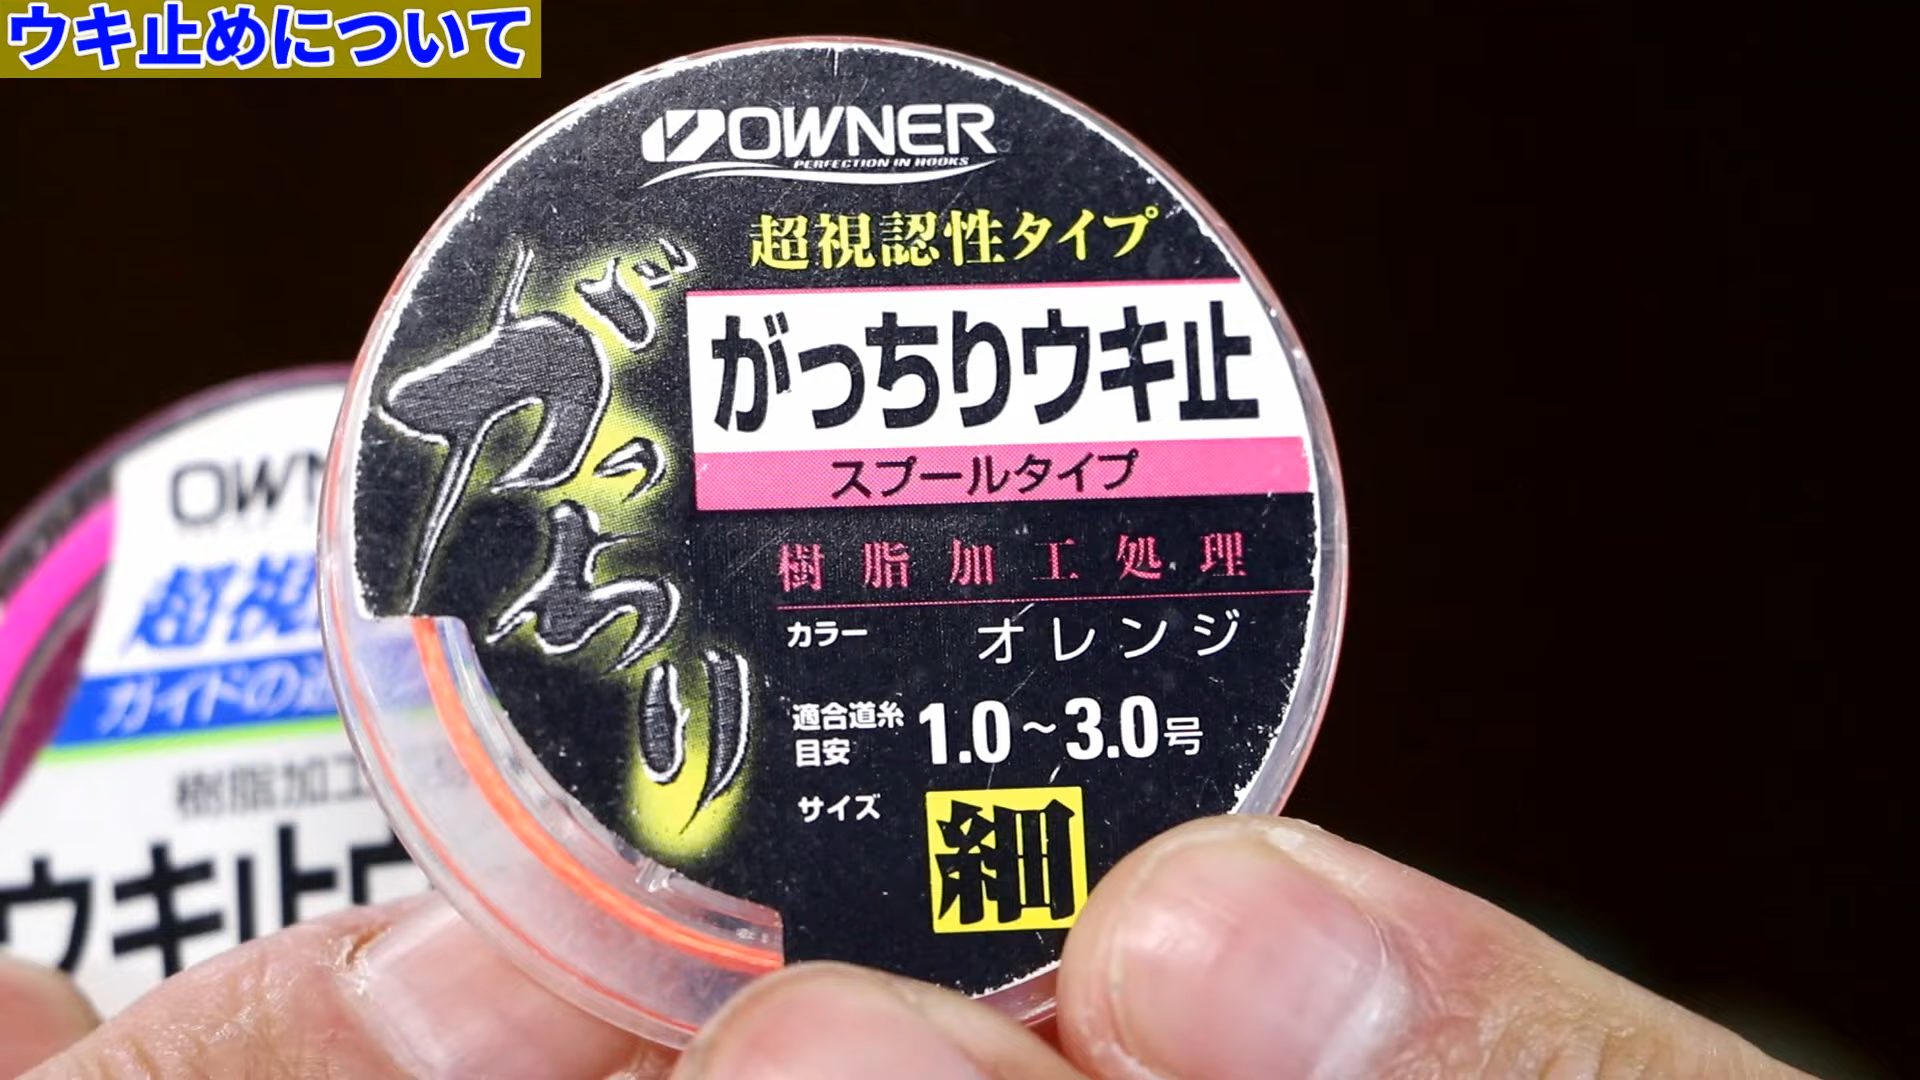 ウキ止めについて
OWNER
PERFECTION IN HOOKS
超視認性タイプ
がっちり
がっちりウキ止
スプールタイプ
樹脂加工処理
カラー オレンジ
適合道糸目安 1.0~3.0号
サイズ 細
OWN
超視
ガイドの
樹脂加工
ウキ止